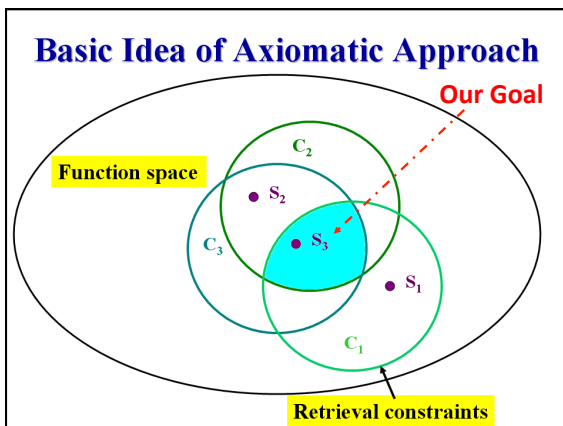 Basic Idea of Axiomatic Approach
Our Goal
C₂
Function space
S₂
C₃
S₃
S₁
C₁
Retrieval constraints